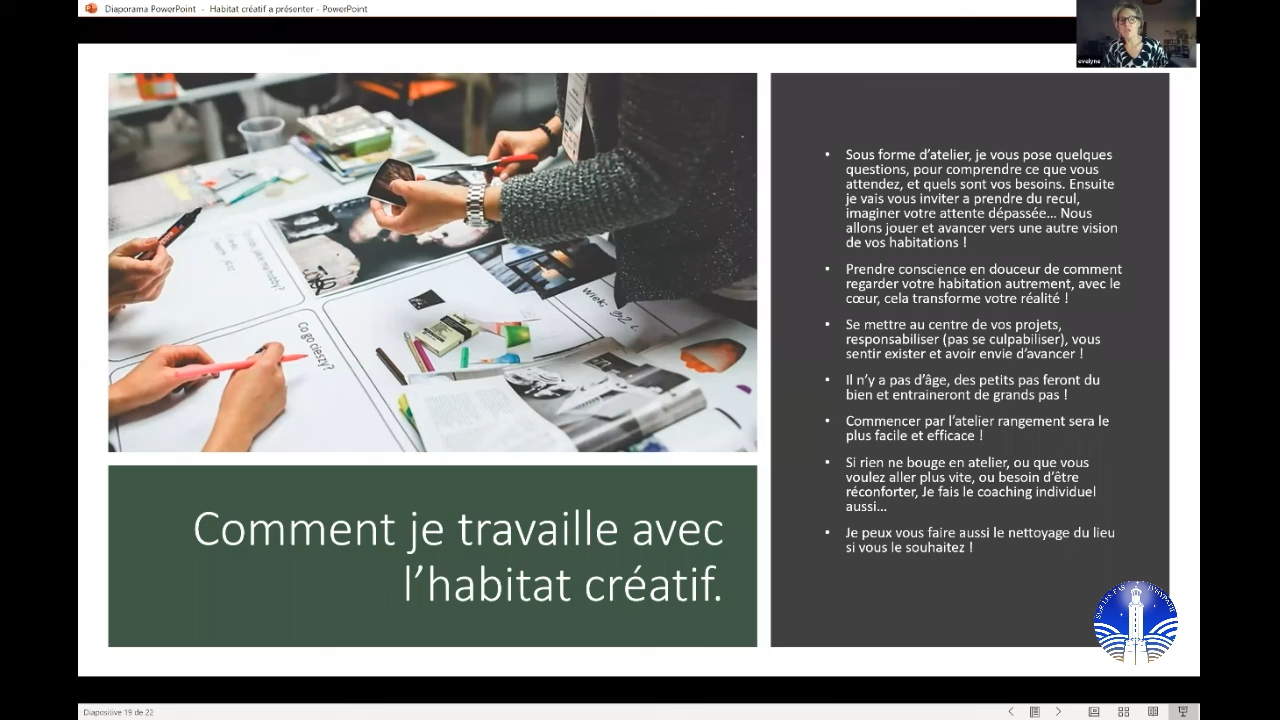 Diaporama PowerPoint - Habitat créatif a présenter - PowerPoint
evelyne
Co go cieszy?
Wiek:
Comment je travaille avec
l'habitat créatif.
• Sous forme d'atelier, je vous pose quelques
questions, pour comprendre ce que vous
attendez, et quels sont vos besoins. Ensuite
je vais vous inviter a prendre du recul,
imaginer votre attente dépassée... Nous
allons jouer et avancer vers une autre vision
de vos habitations !
• Prendre conscience en douceur de comment
regarder votre habitation autrement, avec le
cœur, cela transforme votre réalité !
• Se mettre au centre de vos projets,
responsabiliser (pas se culpabiliser), vous
sentir exister et avoir envie d'avancer !
• Il n'y a pas d'âge, des petits pas feront du
bien et entraineront de grands pas !
• Commencer par l'atelier rangement sera le
plus facile et efficace !
• Si rien ne bouge en atelier, ou que vous
voulez aller plus vite, ou besoin d'être
réconforter, Je fais le coaching individuel
aussi...
• Je peux vous faire aussi le nettoyage du lieu
si vous le souhaitez !
SUR LES PAS
Diapositive 19 de 22